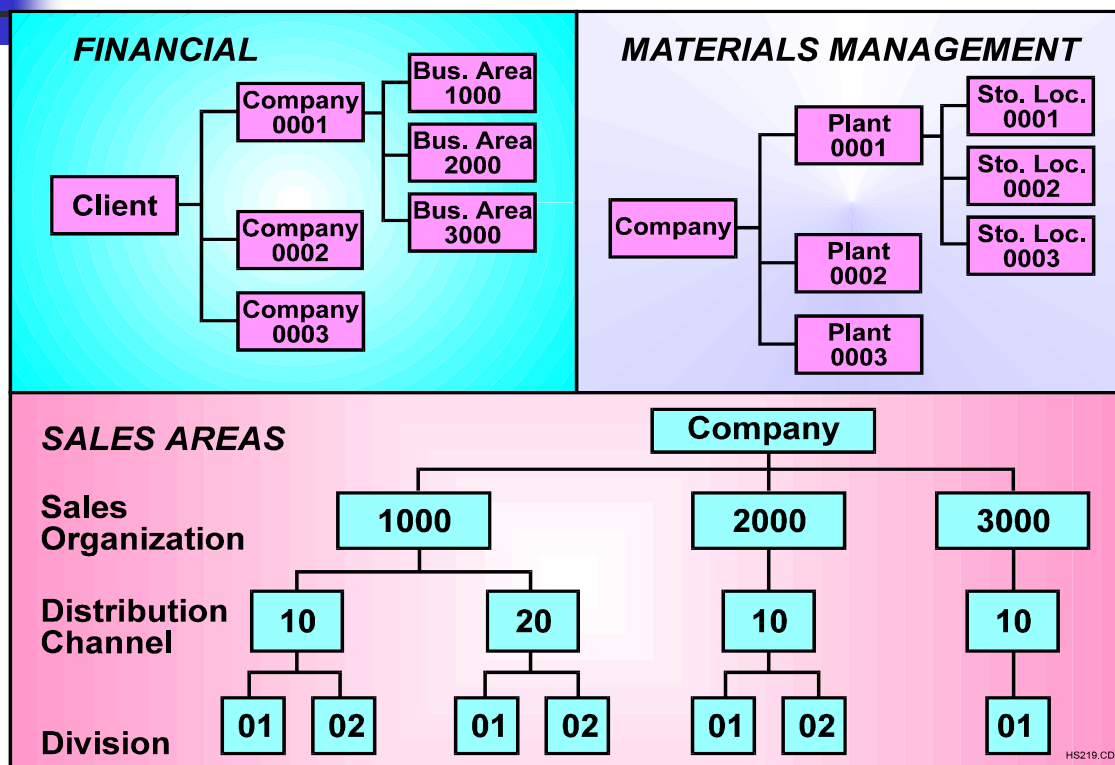 FINANCIAL
Client
Company
0001
Company
0002
Company
0003
Bus. Area
1000
Bus. Area
2000
Bus. Area
3000
MATERIALS MANAGEMENT
Company
Plant
0001
Plant
0002
Plant
0003
Sto. Loc.
0001
Sto. Loc.
0002
Sto. Loc.
0003
SALES AREAS
Company
Sales
Organization
1000
2000
3000
Distribution
Channel
10
20
10
10
Division
01
02
01
02
01
02
01
HS219.CD